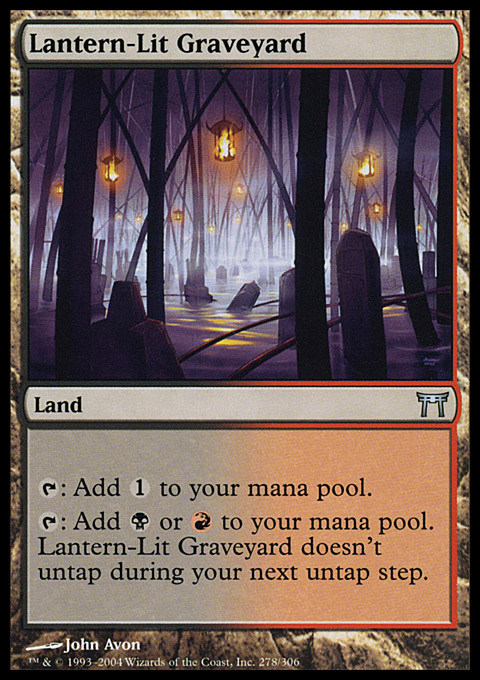 Lantern-Lit Graveyard
Land
: Add 1 to your mana pool.
: Add or to your mana pool.
Lantern-Lit Graveyard doesn't
untap during your next untap step.
John Avon
™ & © 1993–2004 Wizards of the Coast, Inc. 278/306